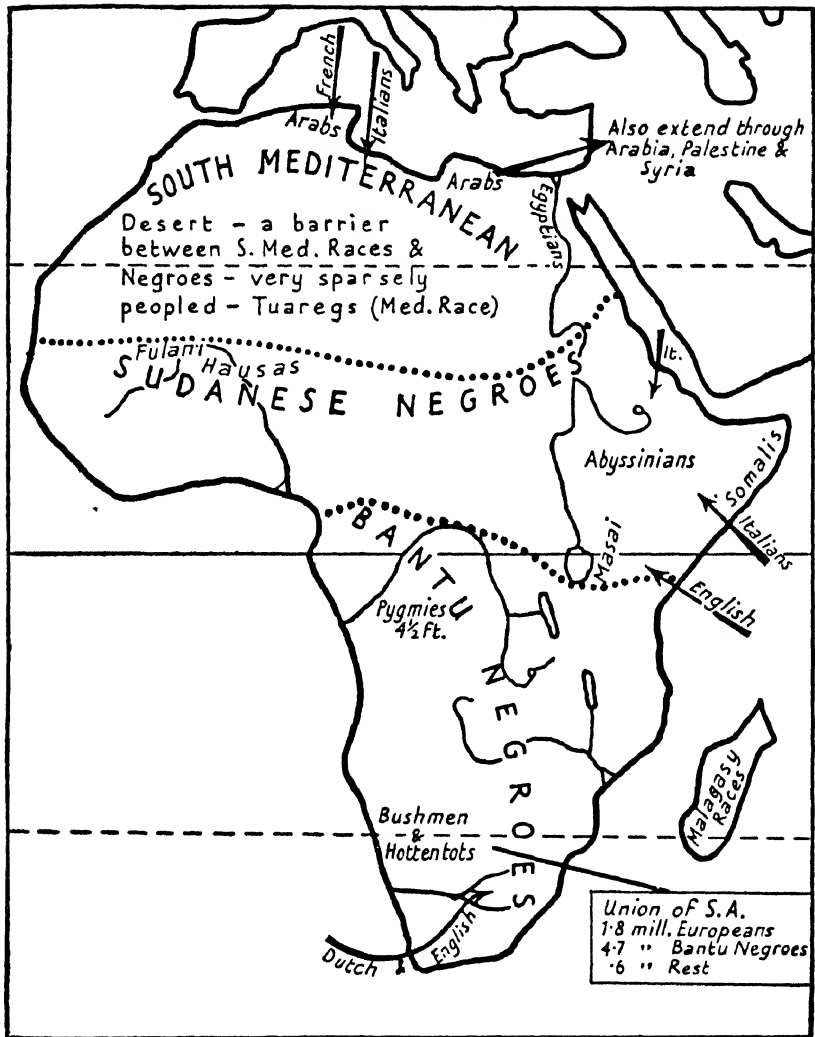 French
Italians
Arabs
Also extend through
Arabia, Palestine &
Syria
SOUTH MEDITERRANEAN
Arabs
Egyptians
Desert – a barrier
between S. Med. Races &
Negroes – very sparsely
peopled – Tuaregs (Med. Race)
It.
Fulani
Hausas
SUDANESE NEGROES
Abyssinians
Somalis
Italians
BANTU NEGROES
Masai
English
Pygmies
4½ Ft.
Malagasy
Races
Bushmen
&
Hottentots
Union of S.A.
1·8 mill. Europeans
4·7 " Bantu Negroes
·6 " Rest
Dutch
English